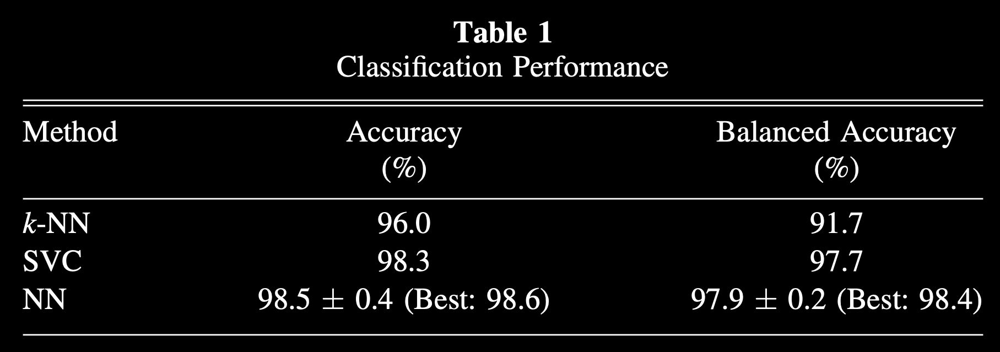 Table 1
Classification Performance
Method Accuracy Balanced Accuracy
(%) (%)
k-NN 96.0 91.7
SVC 98.3 97.7
NN 98.5 ± 0.4 (Best: 98.6) 97.9 ± 0.2 (Best: 98.4)